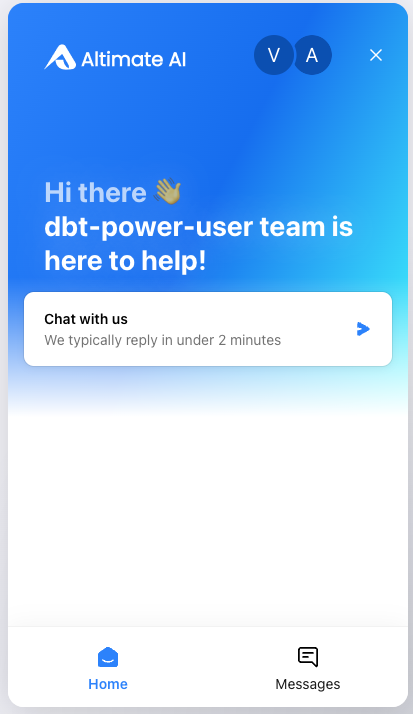 Altimate AI
V A
Hi there 👋
dbt-power-user team is
here to help!
Chat with us
We typically reply in under 2 minutes
Home
Messages